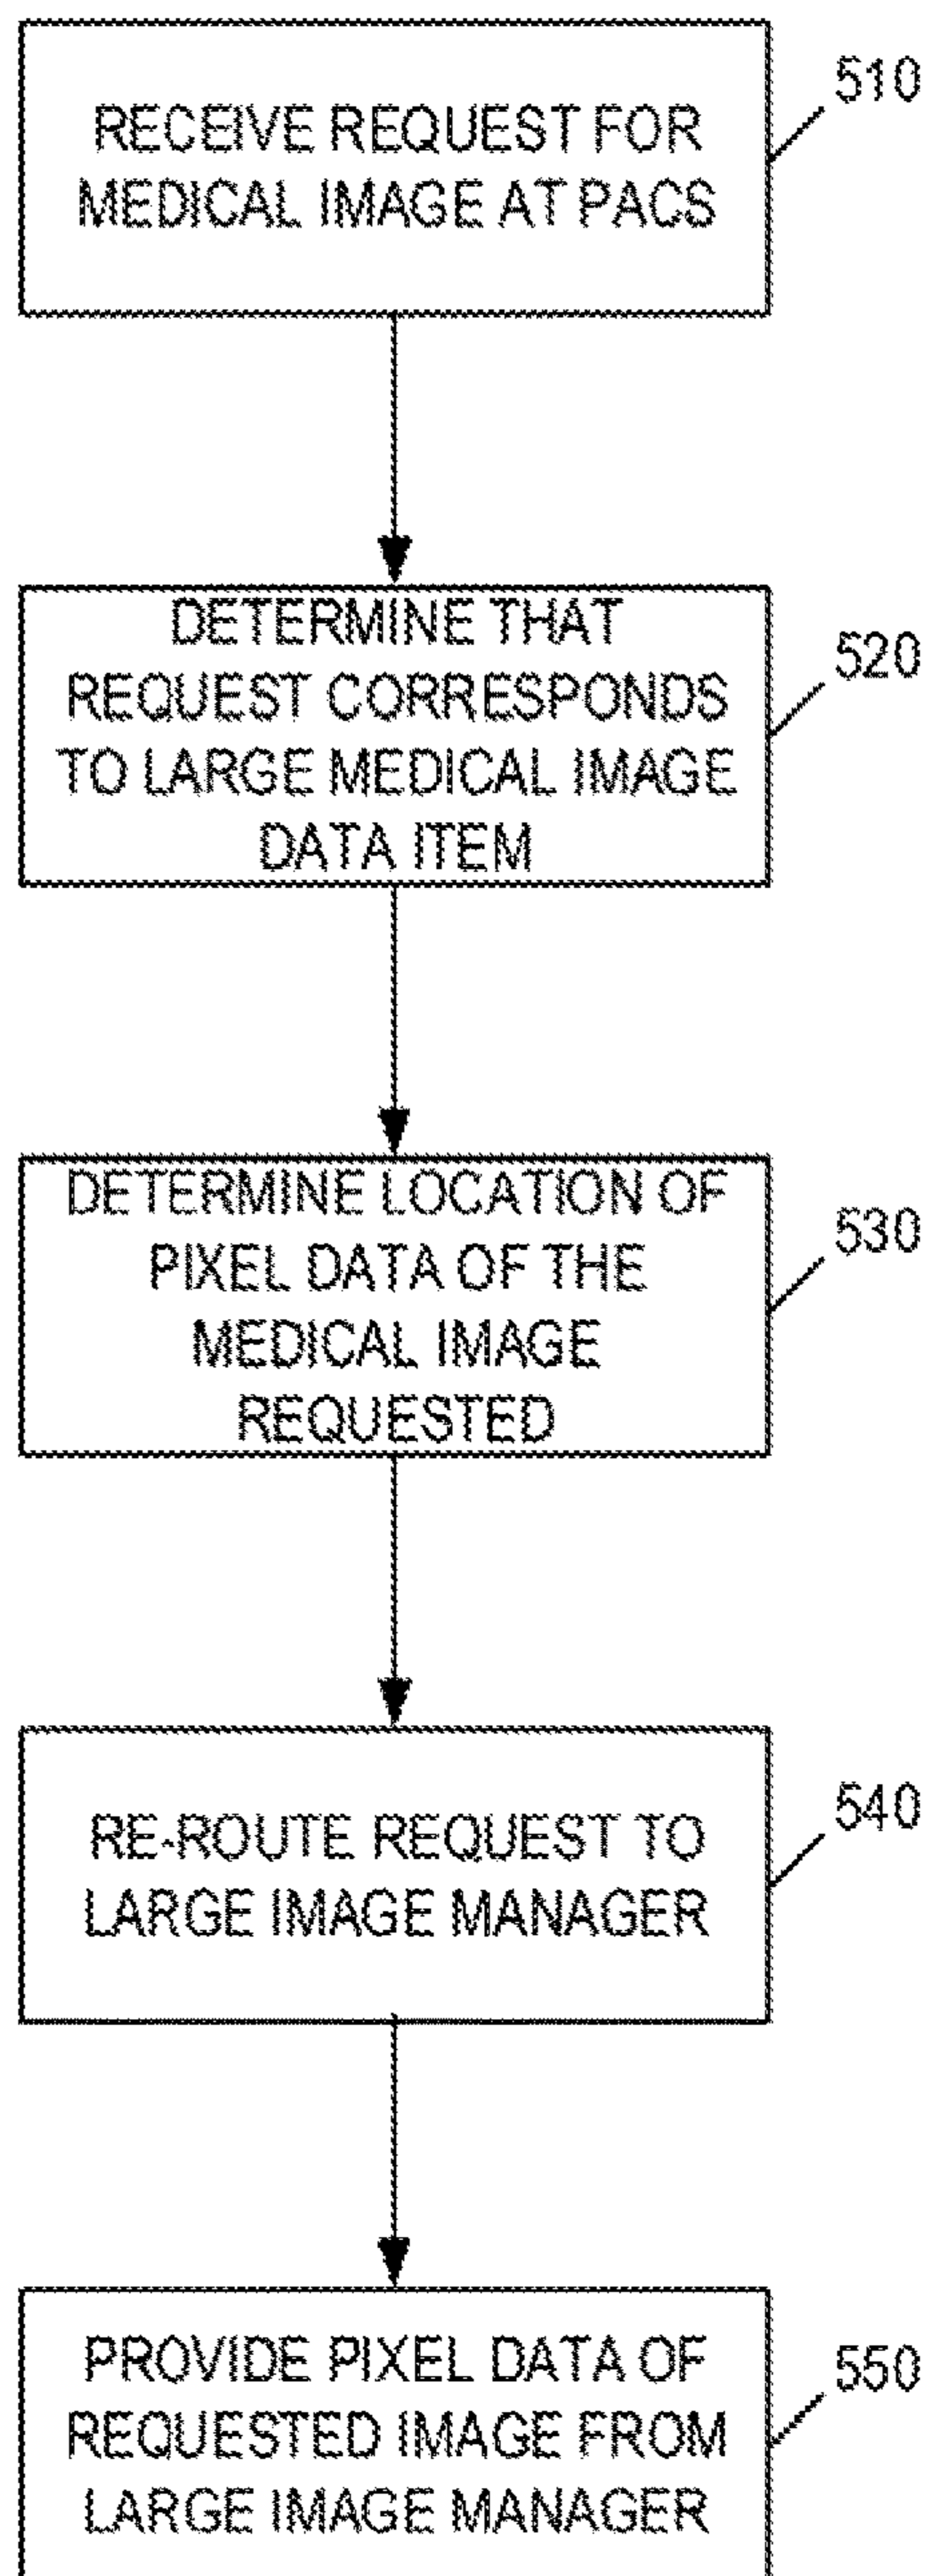 RECEIVE REQUEST FOR
MEDICAL IMAGE AT PACS
510
DETERMINE THAT
REQUEST CORRESPONDS
TO LARGE MEDICAL IMAGE
DATA ITEM
520
DETERMINE LOCATION OF
PIXEL DATA OF THE
MEDICAL IMAGE
REQUESTED
530
RE-ROUTE REQUEST TO
LARGE IMAGE MANAGER
540
PROVIDE PIXEL DATA OF
REQUESTED IMAGE FROM
LARGE IMAGE MANAGER
550